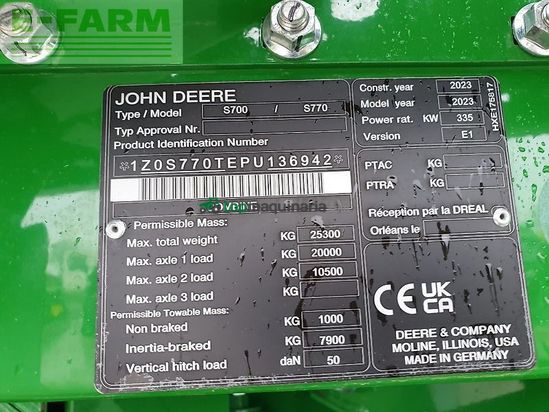 E-FARM
JOHN DEERE
Type / Model S700 / S770
Typ Approval Nr.
Product Identification Number
*1Z0S770TEPU136942*
Permissible Mass:
Max. total weight KG 25300
Max. axle 1 load KG 20000
Max. axle 2 load KG 10500
Max. axle 3 load KG
Permissible Towable Mass:
Non braked KG 1000
Inertia-braked KG 7900
Vertical hitch load daN 50
Constr. year 2023
Model year 2023
Power rat. KW 335
Version E1
PTAC KG
PTRA KG
Réception par la DREAL
Orléans le
CE UK CA
DEERE & COMPANY
MOLINE, ILLINOIS, USA
MADE IN GERMANY